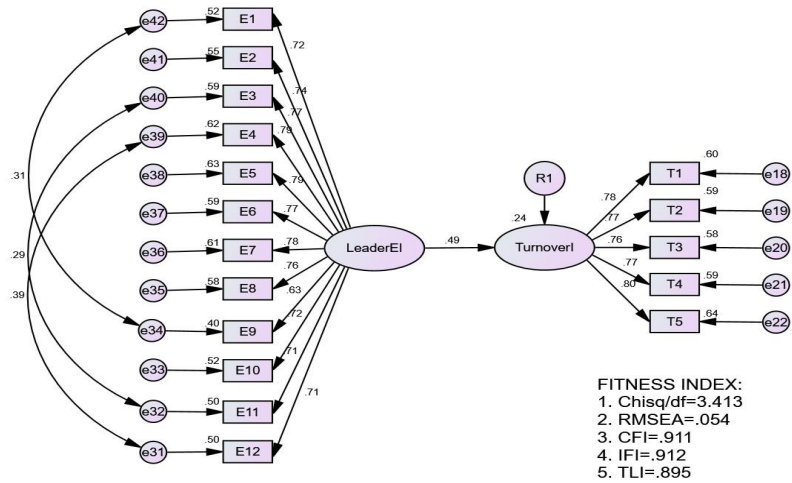 e42 .52 E1
.72
e41 .55 E2
.74
e40 .59 E3
.77
e39 .62 E4
.79
.31
e38 .63 E5
.79
e37 .59 E6
.77
e36 .61 E7
.78
.29
e35 .58 E8
.76
.39
e34 .40 E9
.63
e33 .52 E10
.72
e32 .50 E11
.71
e31 .50 E12
.71
LeaderEI
.49
R1
.24
TurnoverI
.78 T1 .60 e18
.77 T2 .59 e19
.76 T3 .58 e20
.77 T4 .59 e21
.80 T5 .64 e22
FITNESS INDEX:
1. Chisq/df=3.413
2. RMSEA=.054
3. CFI=.911
4. IFI=.912
5. TLI=.895